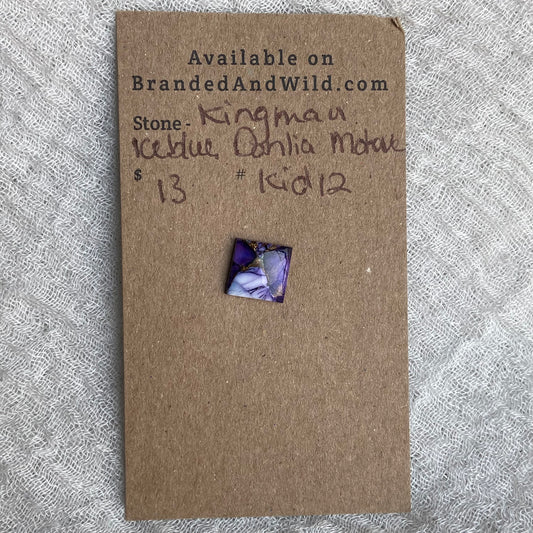 Available on
BrandedAndWild.com
Stone - Kingman
Iceblue Dahlia Mohave
$ 13 # Kid12